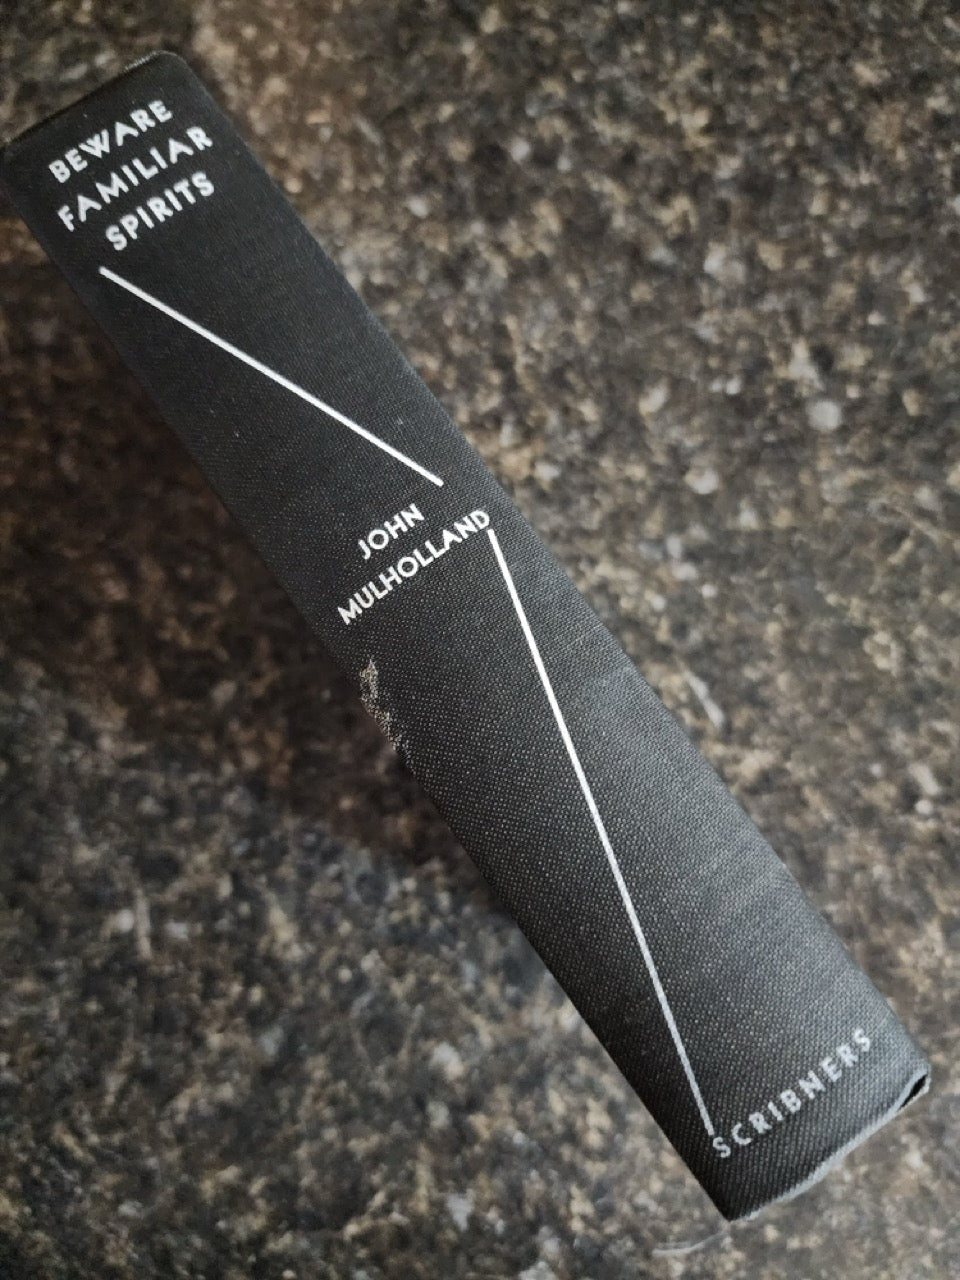 BEWARE
FAMILIAR
SPIRITS
JOHN
MULHOLLAND
SCRIBNERS